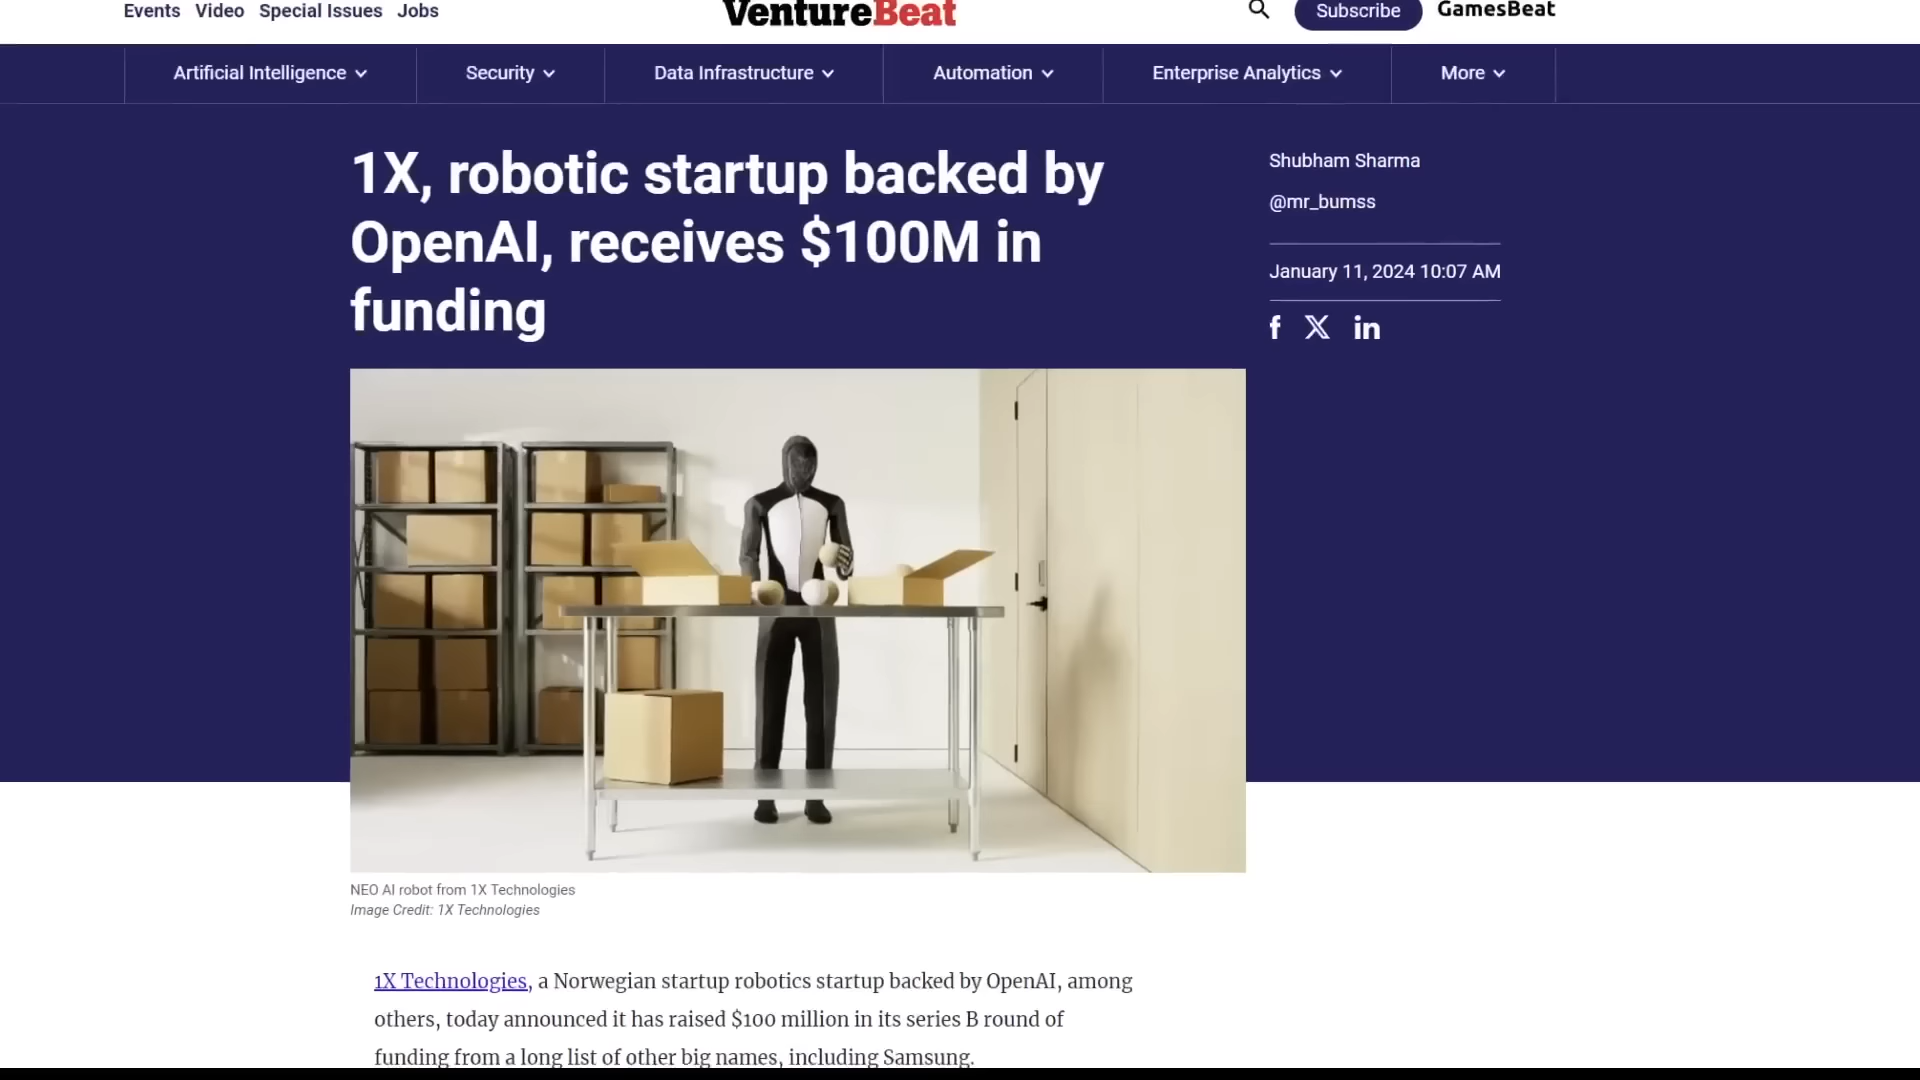 Events Video Special Issues Jobs
VentureBeat
Subscribe
GamesBeat
Artificial Intelligence
Security
Data Infrastructure
Automation
Enterprise Analytics
More
1X, robotic startup backed by
OpenAI, receives $100M in
funding
Shubham Sharma
@mr_bumss
January 11, 2024 10:07 AM
NEO AI robot from 1X Technologies
Image Credit: 1X Technologies
1X Technologies, a Norwegian startup robotics startup backed by OpenAI, among
others, today announced it has raised $100 million in its series B round of
funding from a long list of other big names, including Samsung.